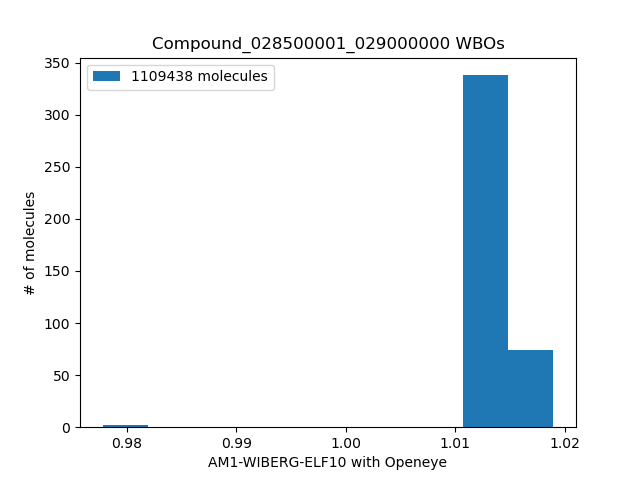 Compound_028500001_029000000 WBOs
1109438 molecules
# of molecules
350
300
250
200
150
100
50
0
0.98 0.99 1.00 1.01 1.02
AM1-WIBERG-ELF10 with Openeye